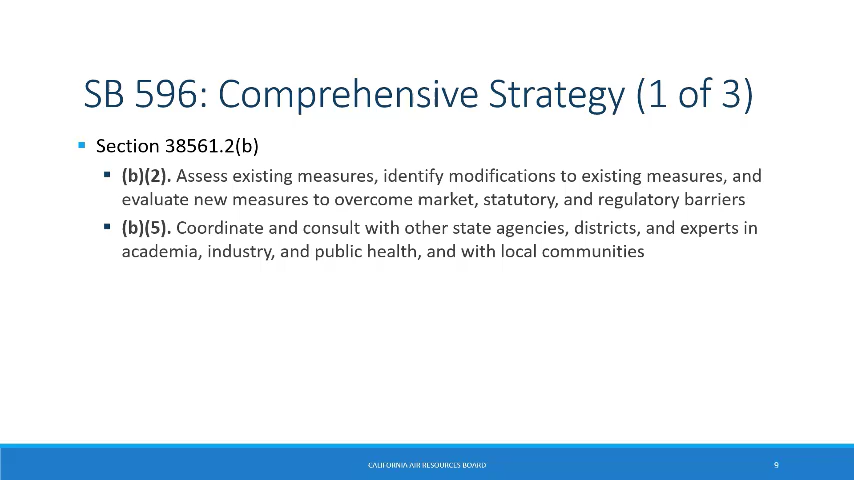 SB 596: Comprehensive Strategy (1 of 3)
Section 38561.2(b)
(b)(2). Assess existing measures, identify modifications to existing measures, and
evaluate new measures to overcome market, statutory, and regulatory barriers
(b)(5). Coordinate and consult with other state agencies, districts, and experts in
academia, industry, and public health, and with local communities
CALIFORNIA AIR RESOURCES BOARD
9